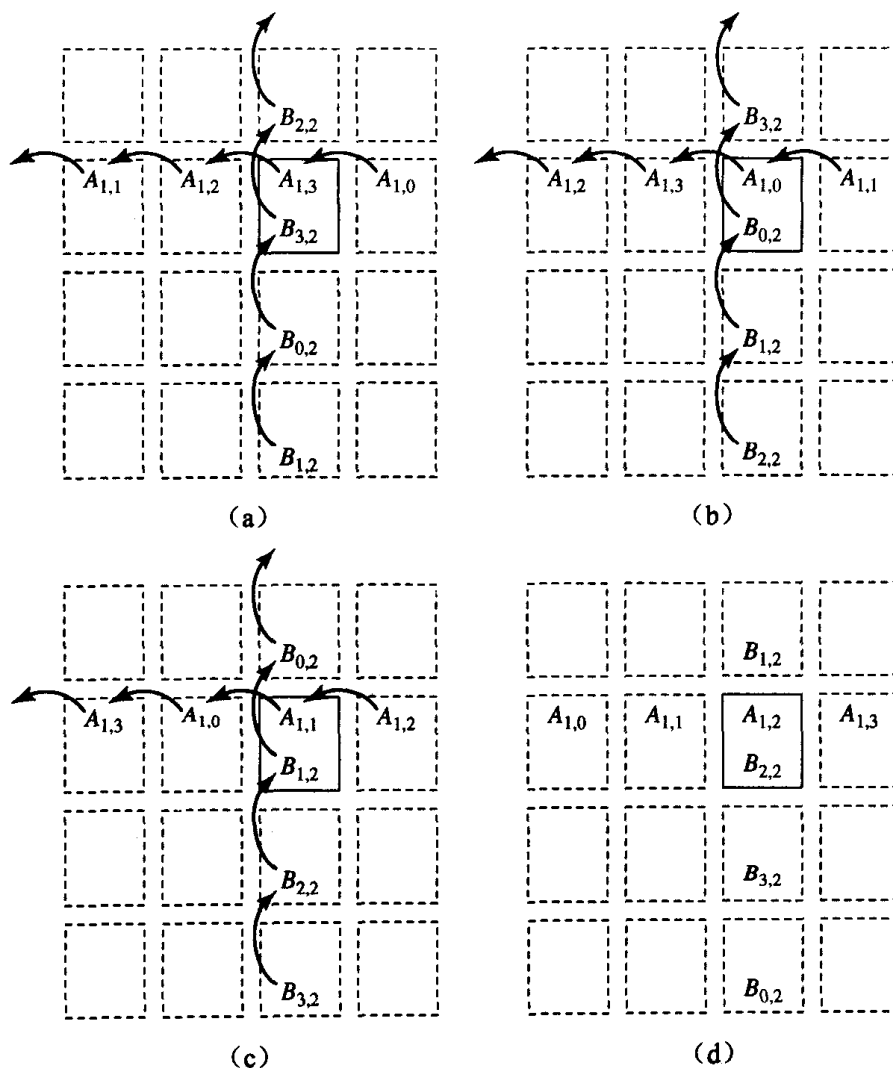 B2,2
A1,1 A1,2 A1,3 A1,0
B3,2
B0,2
B1,2
(a)
B3,2
A1,2 A1,3 A1,0 A1,1
B0,2
B1,2
B2,2
(b)
B0,2
A1,3 A1,0 A1,1 A1,2
B1,2
B2,2
B3,2
(c)
B1,2
A1,0 A1,1 A1,2 A1,3
B2,2
B3,2
B0,2
(d)